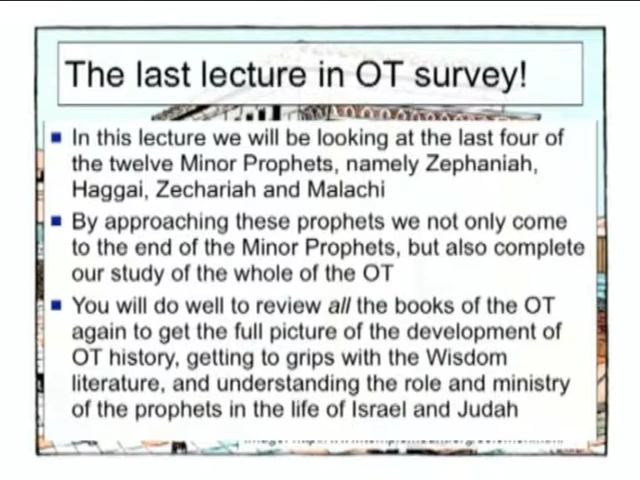 The last lecture in OT survey!
In this lecture we will be looking at the last four of
the twelve Minor Prophets, namely Zephaniah,
Haggai, Zechariah and Malachi
By approaching these prophets we not only come
to the end of the Minor Prophets, but also complete
our study of the whole of the OT
You will do well to review all the books of the OT
again to get the full picture of the development of
OT history, getting to grips with the Wisdom
literature, and understanding the role and ministry
of the prophets in the life of Israel and Judah